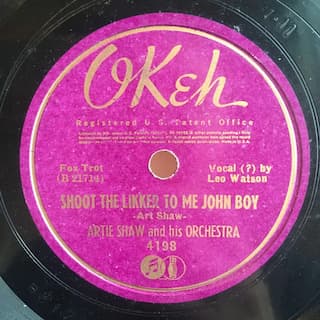 OKeh
Registered U.S. Patent Office
Fox Trot
(B 21714)
Vocal (?) by
Leo Watson
SHOOT THE LIKKER TO ME JOHN BOY
-Art Shaw-
ARTIE SHAW and his ORCHESTRA
4198